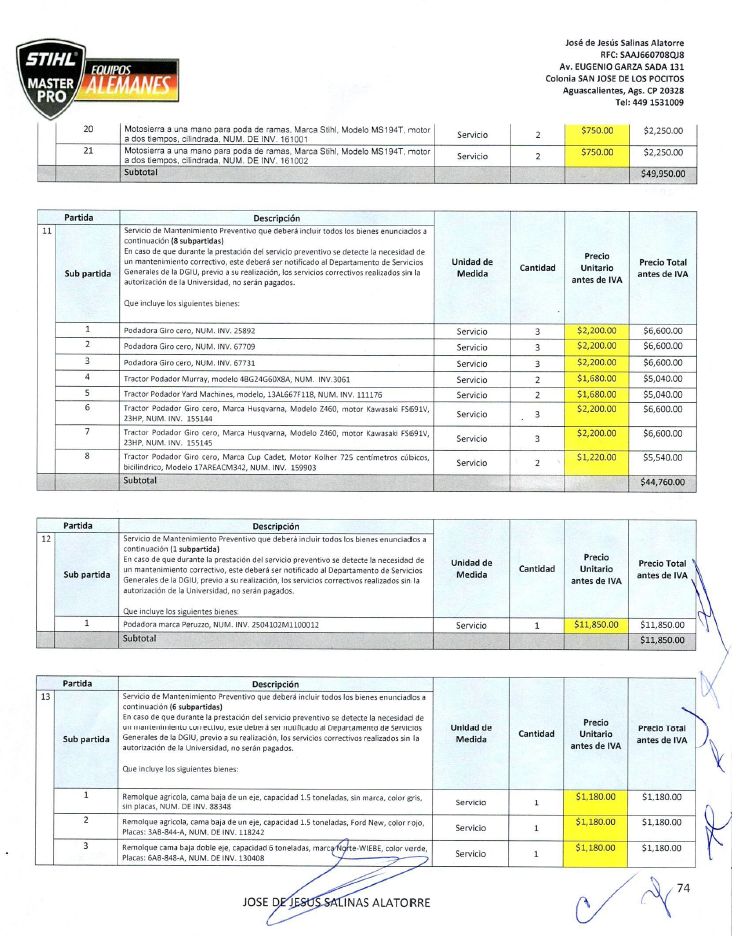 STIHL
MASTER
PRO
EQUIPOS
ALEMANES
José de Jesús Salinas Alatorre
RFC: SAAJ660708QJ8
Av. EUGENIO GARZA SADA 131
Colonia SAN JOSE DE LOS POCITOS
Aguascalientes, Ags. CP 20328
Tel: 449 1531009
20 Motosierra a una mano para poda de ramas, Marca Stihl, Modelo MS194T, motor a dos tiempos, cilindrada, NUM. DE INV. 161001 Servicio 2 $750.00 $2,250.00
21 Motosierra a una mano para poda de ramas, Marca Stihl, Modelo MS194T, motor a dos tiempos, cilindrada, NUM. DE INV. 161002 Servicio 2 $750.00 $2,250.00
Subtotal $49,950.00
Partida Descripción
11 Sub partida
Servicio de Mantenimiento Preventivo que deberá incluir todos los bienes enunciados a
continuación (8 subpartidas)
En caso de que durante la prestación del servicio preventivo se detecte la necesidad de
un mantenimiento correctivo, este deberá ser notificado al Departamento de Servicios
Generales de la DGIU, previo a su realización, los servicios correctivos realizados sin la
autorización de la Universidad, no serán pagados.
Que incluye los siguientes bienes:
Unidad de Medida Cantidad Precio Unitario antes de IVA Precio Total antes de IVA
1 Podadora Giro cero, NUM. INV. 25892 Servicio 3 $2,200.00 $6,600.00
2 Podadora Giro cero, NUM. INV. 67709 Servicio 3 $2,200.00 $6,600.00
3 Podadora Giro cero, NUM. INV. 67731 Servicio 3 $2,200.00 $6,600.00
4 Tractor Podador Murray, modelo 4BG24G60X8A, NUM. INV.3061 Servicio 2 $1,680.00 $5,040.00
5 Tractor Podador Yard Machines, modelo, 13AL667F118, NUM. INV. 111176 Servicio 2 $1,680.00 $5,040.00
6 Tractor Podador Giro cero, Marca Husqvarna, Modelo Z460, motor Kawasaki FS691V, 23HP, NUM. INV. 155144 Servicio 3 $2,200.00 $6,600.00
7 Tractor Podador Giro cero, Marca Husqvarna, Modelo Z460, motor Kawasaki FS691V, 23HP, NUM. INV. 155145 Servicio 3 $2,200.00 $6,600.00
8 Tractor Podador Giro cero, Marca Cup Cadet, Motor Kolher 725 centímetros cúbicos, bicilíndrico, Modelo 17AREACM342, NUM. INV. 159903 Servicio 2 $1,220.00 $5,540.00
Subtotal $44,760.00
Partida Descripción
12 Sub partida
Servicio de Mantenimiento Preventivo que deberá incluir todos los bienes enunciados a
continuación (1 subpartida)
En caso de que durante la prestación del servicio preventivo se detecte la necesidad de
un mantenimiento correctivo, este deberá ser notificado al Departamento de Servicios
Generales de la DGIU, previo a su realización, los servicios correctivos realizados sin la
autorización de la Universidad, no serán pagados.
Que incluye los siguientes bienes:
Unidad de Medida Cantidad Precio Unitario antes de IVA Precio Total antes de IVA
1 Podadora marca Peruzzo, NUM. INV. 2504102M1100012 Servicio 1 $11,850.00 $11,850.00
Subtotal $11,850.00
Partida Descripción
13 Sub partida
Servicio de Mantenimiento Preventivo que deberá incluir todos los bienes enunciados a
continuación (6 subpartidas)
En caso de que durante la prestación del servicio preventivo se detecte la necesidad de
un mantenimiento correctivo, este deberá ser notificado al Departamento de Servicios
Generales de la DGIU, previo a su realización, los servicios correctivos realizados sin la
autorización de la Universidad, no serán pagados.
Que incluye los siguientes bienes:
Unidad de Medida Cantidad Precio Unitario antes de IVA Precio Total antes de IVA
1 Remolque agricola, cama baja de un eje, capacidad 1.5 toneladas, sin marca, color gris, sin placas, NUM. DE INV. 88348 Servicio 1 $1,180.00 $1,180.00
2 Remolque agricola, cama baja de un eje, capacidad 1.5 toneladas, Ford New, color rojo, Placas: 3AB-844-A, NUM. DE INV. 118242 Servicio 1 $1,180.00 $1,180.00
3 Remolque cama baja doble eje, capacidad 6 toneladas, marca Norte-WIEBE, color verde, Placas: 6AB-848-A, NUM. DE INV. 130408 Servicio 1 $1,180.00 $1,180.00
JOSE DE JESUS SALINAS ALATORRE
74